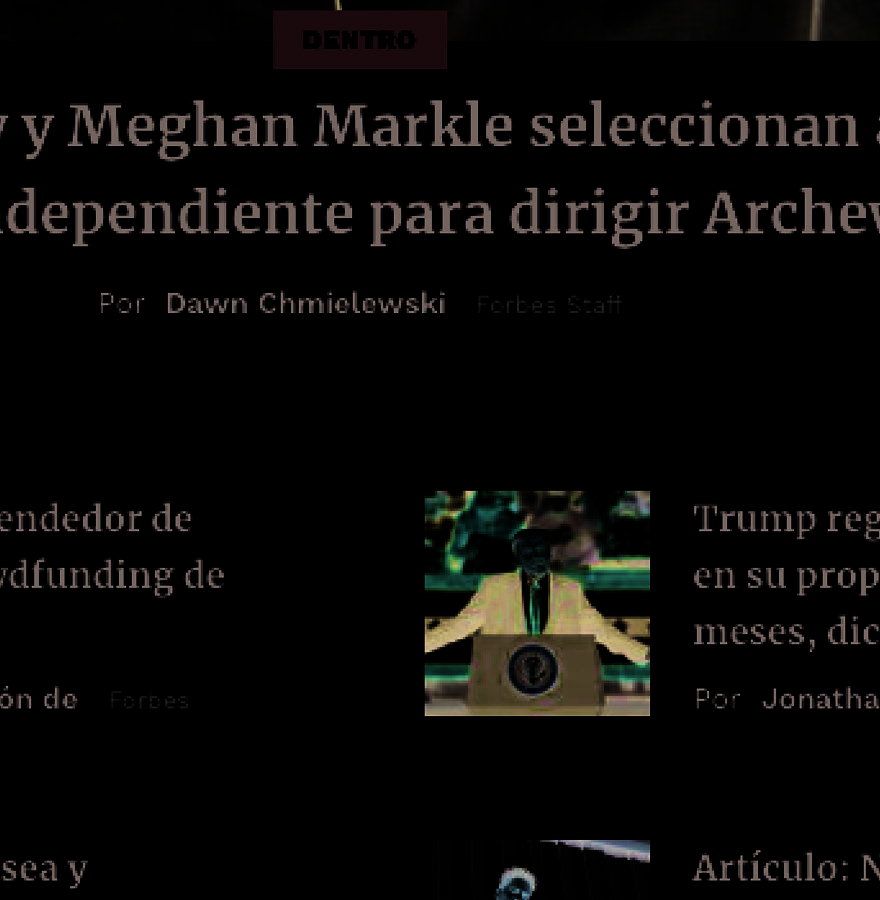 DENTRO
y y Meghan Markle seleccionan a
dependiente para dirigir Archew
Por Dawn Chmielewski Forbes Staff
endedor de
Trump reg
wdfunding de
en su prop
meses, dic
ón de Forbes
Por Jonatha
sea y
Artículo: N